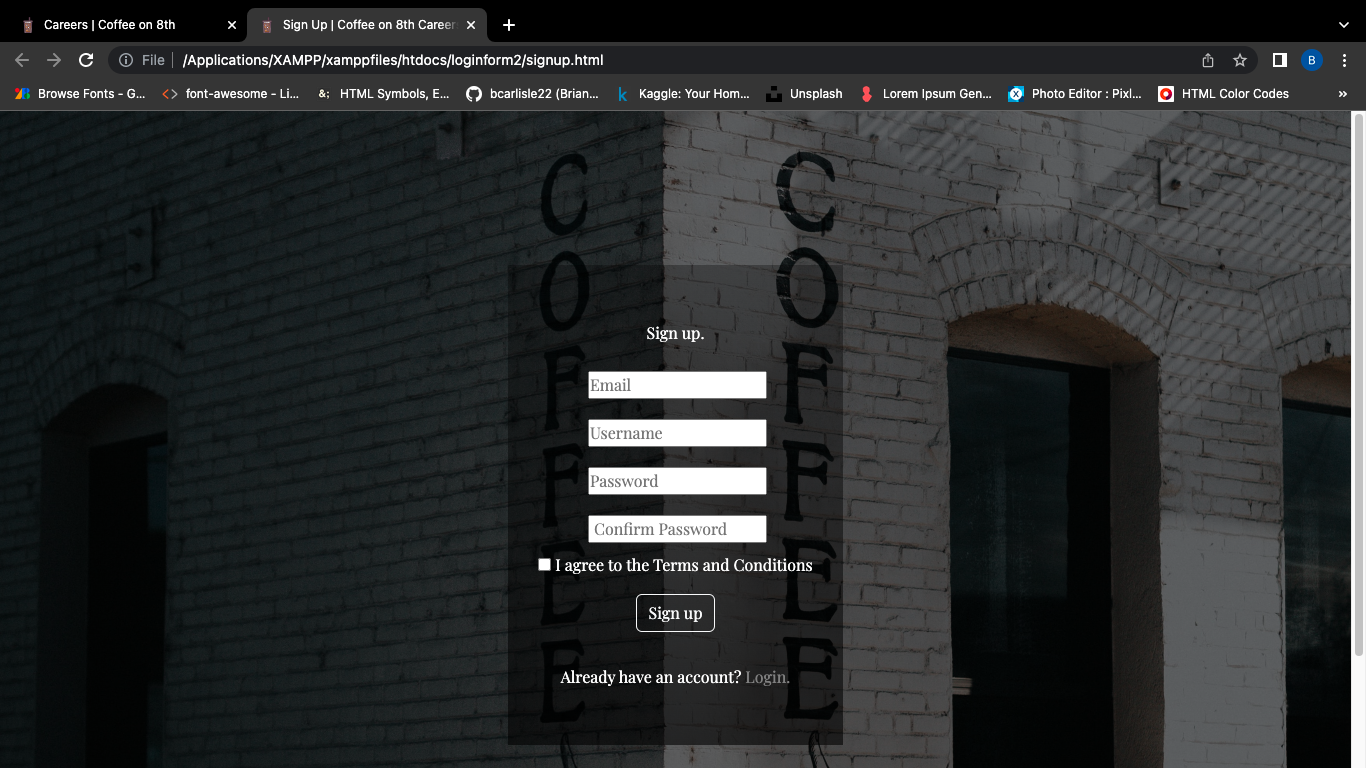 Careers | Coffee on 8th
Sign Up | Coffee on 8th Career
File
/Applications/XAMPP/xamppfiles/htdocs/loginform2/signup.html
B
Browse Fonts - G...
<> font-awesome - Li...
&; HTML Symbols, E...
bcarlisle22 (Brian...
k Kaggle: Your Hom...
Unsplash
Lorem Ipsum Gen...
Photo Editor : Pixl...
HTML Color Codes
»
COFFEE
COFFEE
Sign up.
Email
Username
Password
Confirm Password
I agree to the Terms and Conditions
Sign up
Already have an account? Login.